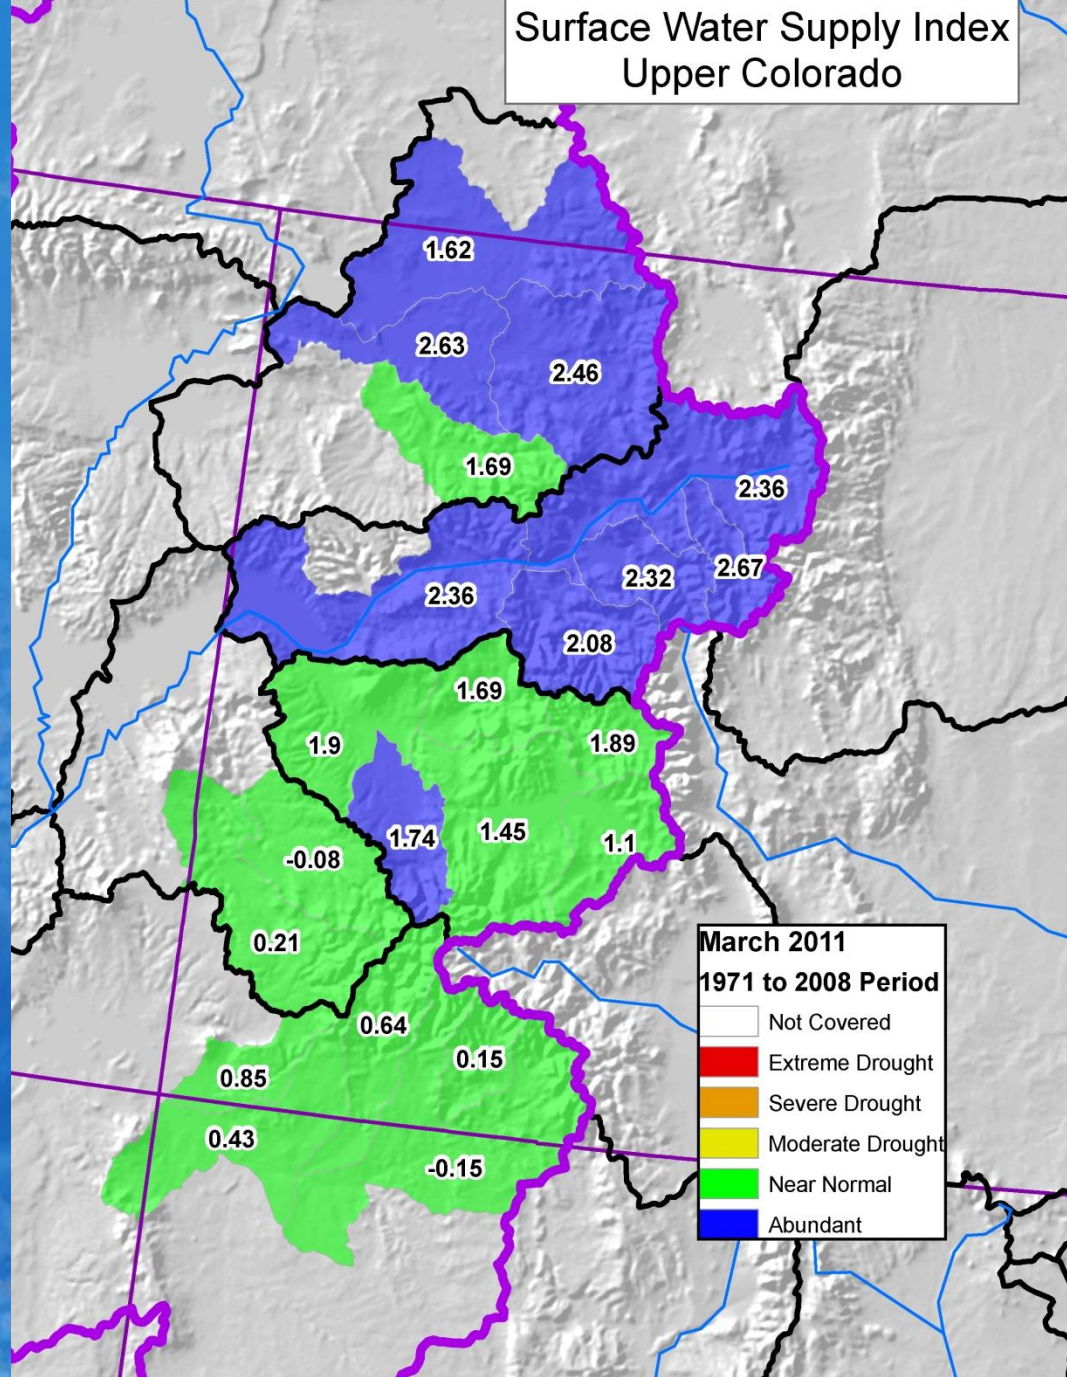 Surface Water Supply Index
Upper Colorado
1.62
2.63
2.46
1.69
2.36
2.67
2.32
2.36
2.08
1.69
1.9
1.89
1.74
1.45
1.1
-0.08
0.21
0.64
0.15
0.85
0.43
-0.15
March 2011
1971 to 2008 Period
Not Covered
Extreme Drought
Severe Drought
Moderate Drought
Near Normal
Abundant